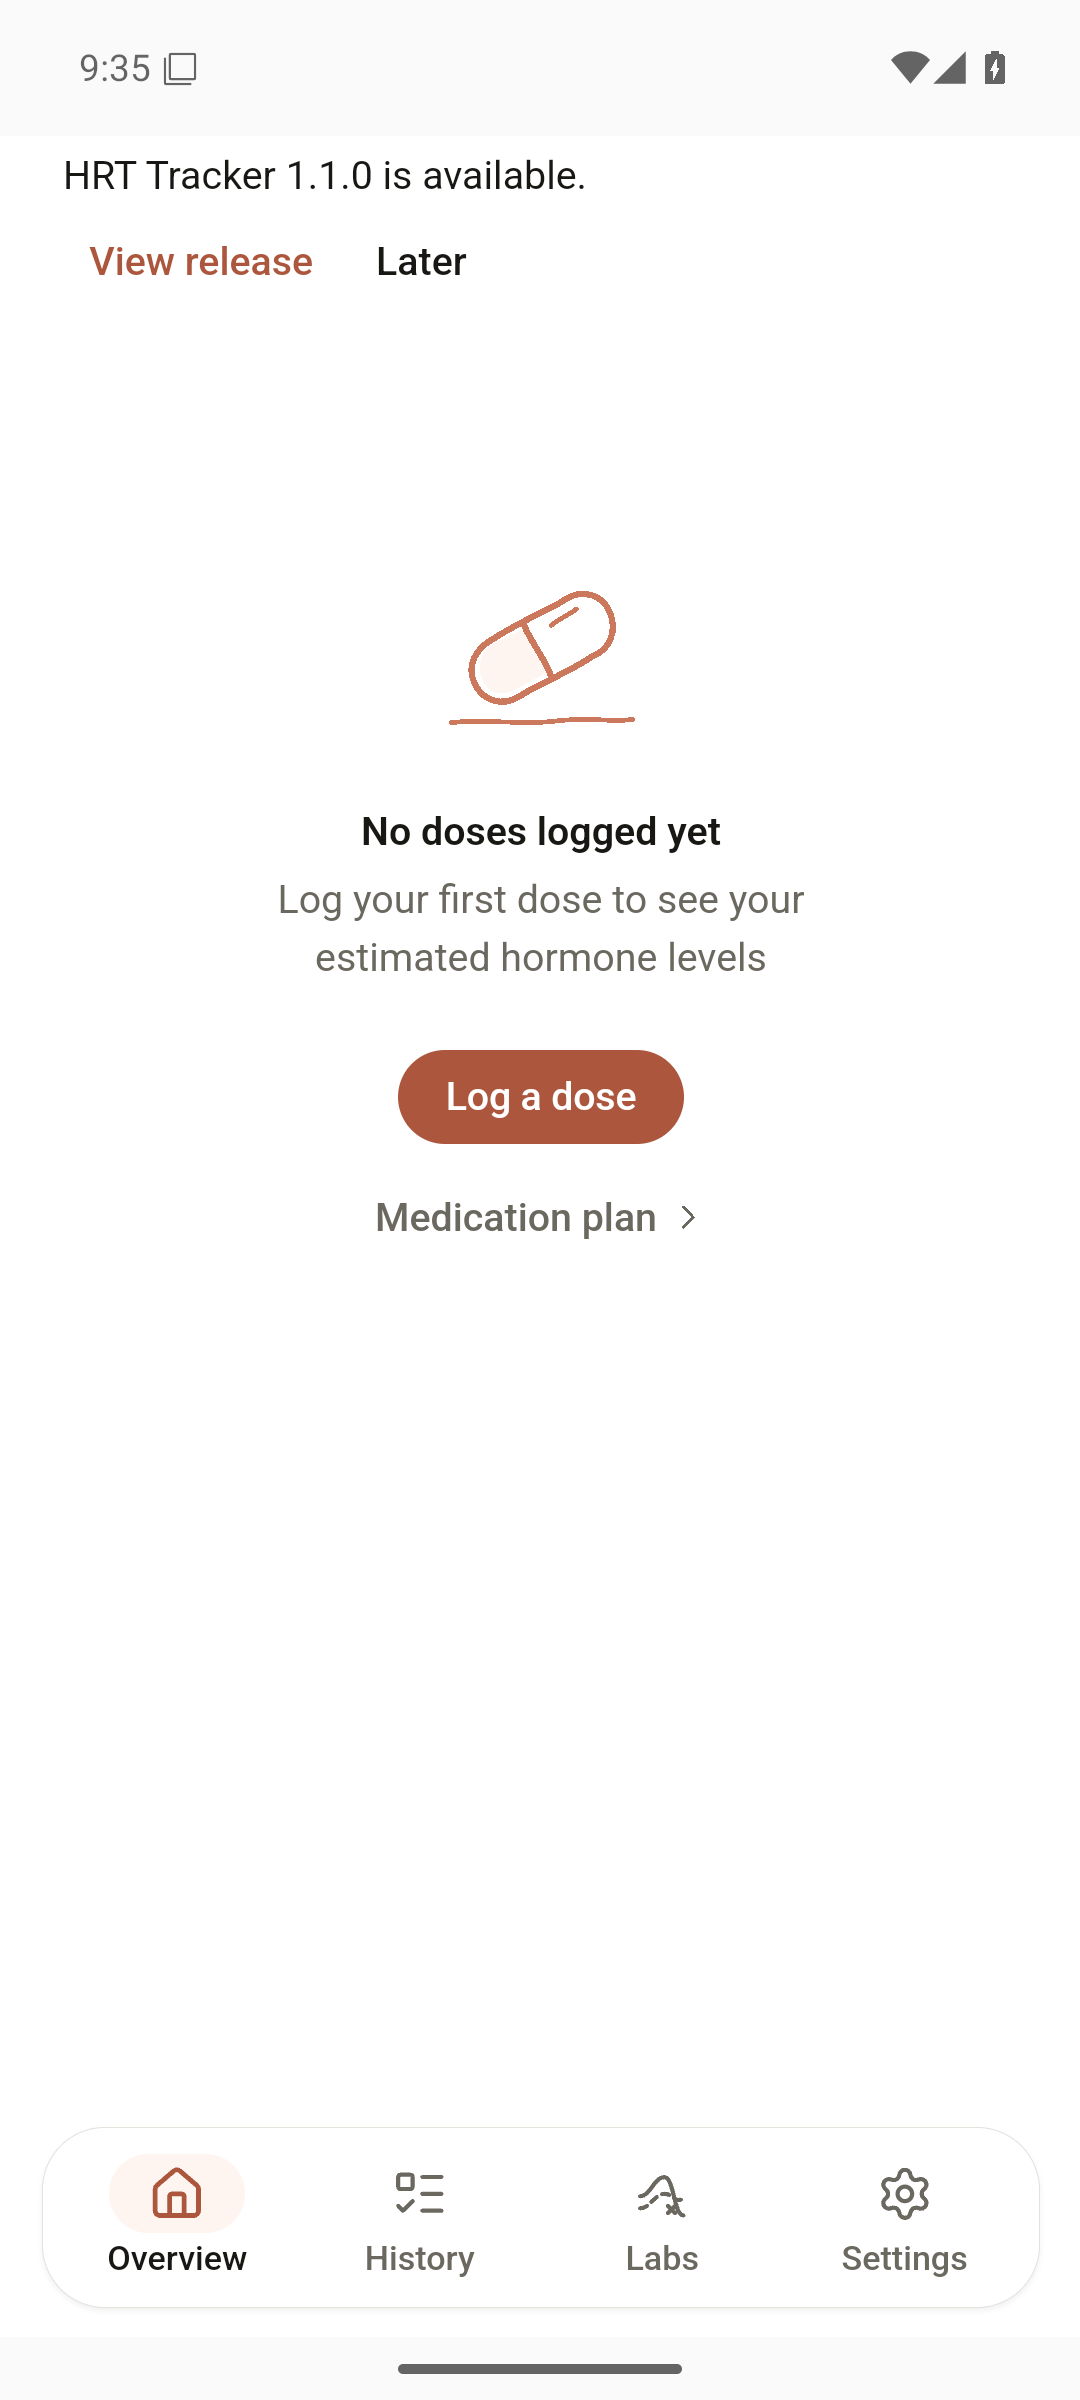 9:35
HRT Tracker 1.1.0 is available.
View release Later
No doses logged yet
Log your first dose to see your
estimated hormone levels
Log a dose
Medication plan
Overview History Labs Settings